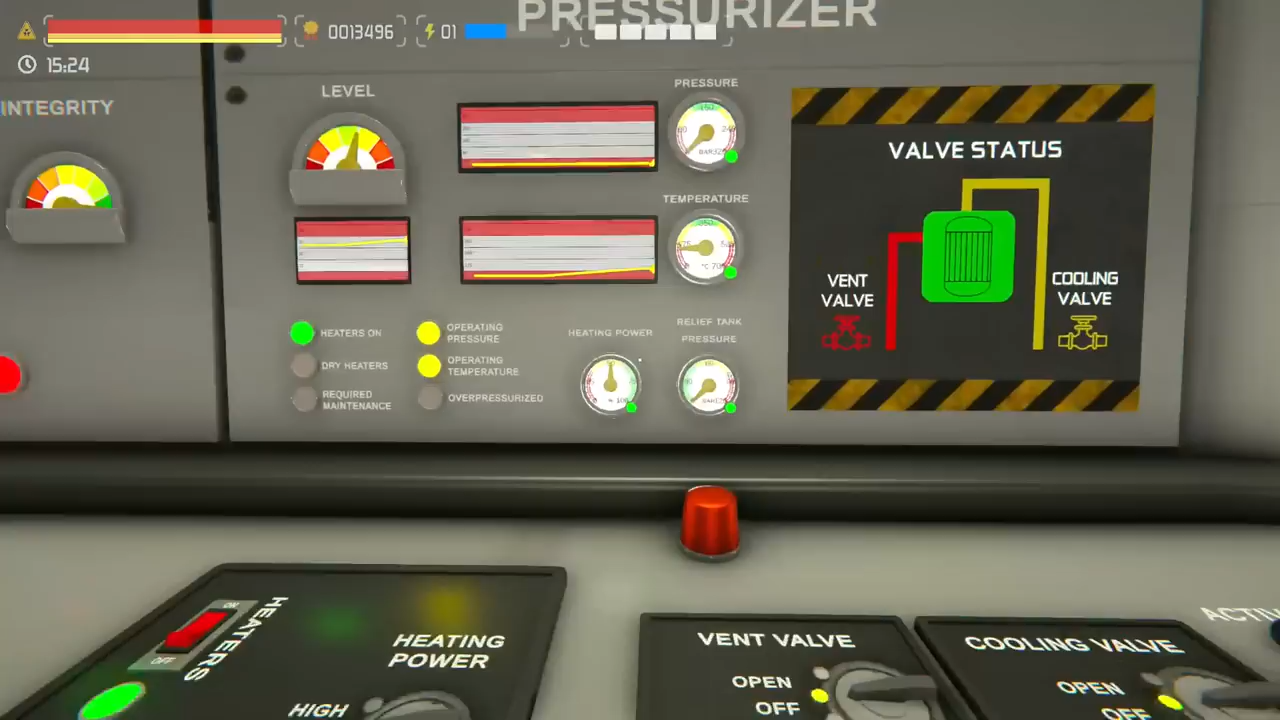 PRESSURIZER
0013496
01
15:24
INTEGRITY
LEVEL
PRESSURE
VALVE STATUS
TEMPERATURE
VENT
VALVE
COOLING
VALVE
HEATERS ON
OPERATING
PRESSURE
DRY HEATERS
OPERATING
TEMPERATURE
REQUIRED
MAINTENANCE
OVERPRESSURIZED
HEATING POWER
RELIEF TANK
PRESSURE
ON
OFF
HEATERS
HEATING
POWER
HIGH
VENT VALVE
OPEN
OFF
COOLING VALVE
OPEN
OFF